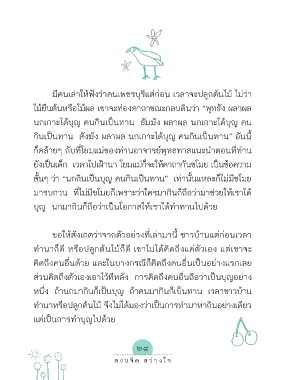 มีคนเล่าให้ฟังว่าคนเพชรบุรีแต่ก่อน เวลาจะปลูกต้นไม้ ไม่ว่า
ไม้ยืนต้นหรือไม้ผล เขาจะท่องคาถาขณะกลบดินว่า “พุทธัง ผลาผล
นกเกาะได้บุญ คนกินเป็นทาน ธัมมัง ผลาผล นกเกาะได้บุญ คน
กินเป็นทาน สังฆัง ผลาผล นกเกาะได้บุญ คนกินเป็นทาน” อันนี้
ก็คล้ายๆ กับที่โยมแม่ของท่านอาจารย์พุทธทาสแนะนำตอนที่ท่าน
ยังเป็นเด็ก เวลาไปเฝ้านา โยมแม่ก็จะให้คาถากันขโมย เป็นข้อความ
สั้นๆ ว่า “นกกินเป็นบุญ คนกินเป็นทาน” เท่านั้นแหละก็ไม่มีขโมย
มารบกวน ที่ไม่มีขโมยก็เพราะว่าใครมากินก็ถือว่ามาช่วยให้เราได้
บุญ นกมากินก็ถือว่าเป็นโอกาสให้เราได้ทำทานไปด้วย
ขอให้สังเกตว่าจากตัวอย่างที่เล่ามานี้ ชาวบ้านแต่ก่อนเวลา
ทำนาก็ดี หรือปลูกต้นไม้ก็ดี เขาไม่ได้คิดถึงแค่ตัวเอง แต่เขาจะ
คิดถึงคนอื่นด้วย และในบางกรณีก็คิดถึงคนอื่นเป็นอย่างแรกเลย
ส่วนคิดถึงตัวเองเอาไว้ทีหลัง การคิดถึงคนอื่นถือว่าเป็นบุญอย่าง
หนึ่ง ถ้านกมากินก็เป็นบุญ ถ้าคนมากินก็เป็นทาน เวลาชาวบ้าน
ทำนาหรือปลูกต้นไม้ จึงไม่ได้มองว่าเป็นการทำมาหากินอย่างเดียว
แต่เป็นการทำบุญไปด้วย
๒๘
สงบจิต สว่างใจ